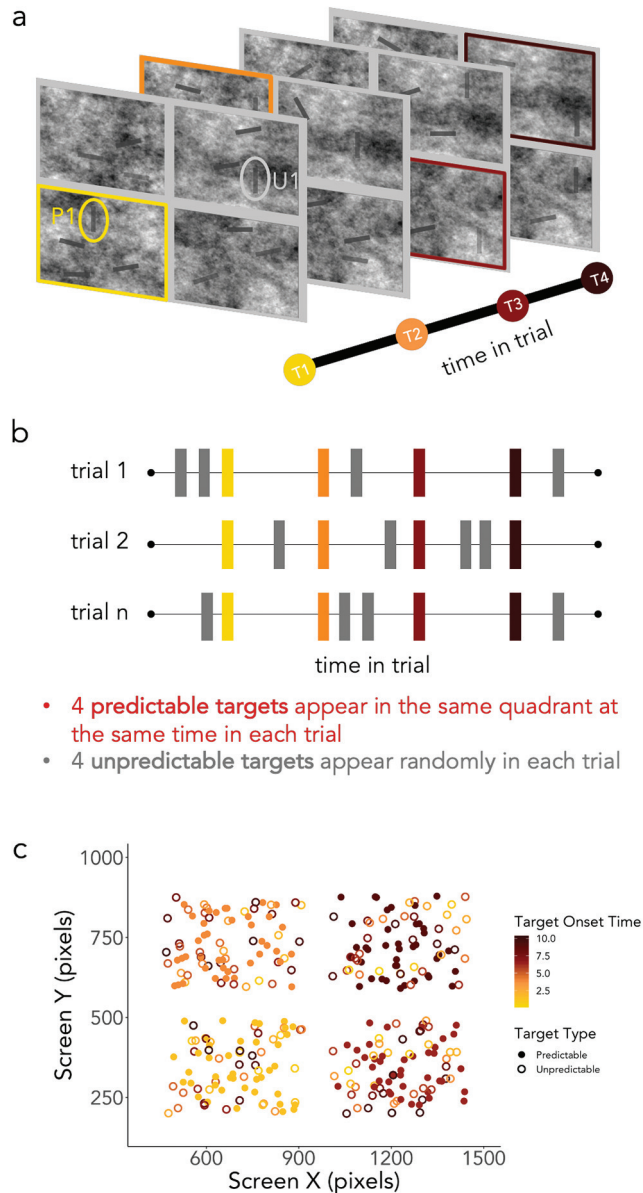 a
U1
P1
T4
T3
T2
T1
time in trial
b
trial 1
trial 2
trial n
time in trial
• 4 predictable targets appear in the same quadrant at
the same time in each trial
• 4 unpredictable targets appear randomly in each trial
c
Screen Y (pixels)
1000
750
500
250
600
900
1200
1500
Screen X (pixels)
Target Onset Time
10.0
7.5
5.0
2.5
Target Type
Predictable
Unpredictable